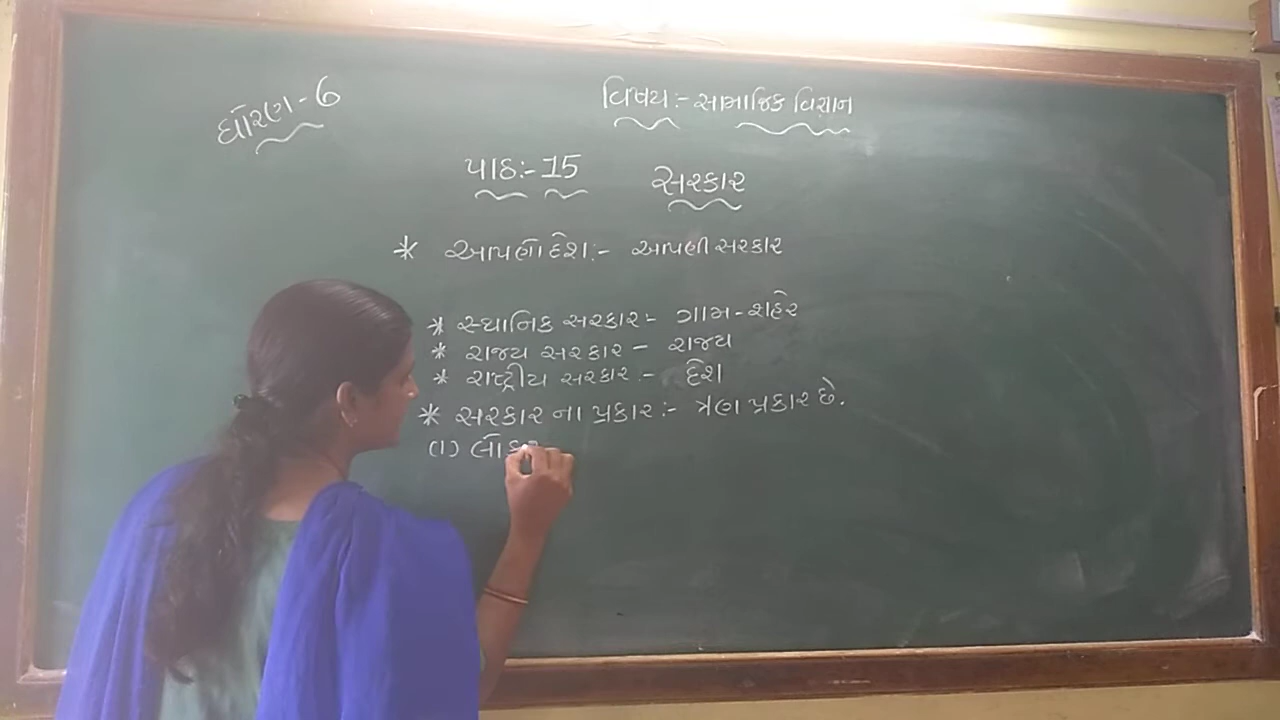 ધોરણ - 6
વિષય:- સામાજિક વિજ્ઞાન
પાઠ:- 15 સરકાર
* આપણો દેશ:- આપણી સરકાર
* સ્થાનિક સરકાર:- ગામ - શહેર
* રાજ્ય સરકાર - રાજ્ય
* રાષ્ટ્રીય સરકાર:- દેશ
* સરકાર ના પ્રકાર:- ત્રણ પ્રકાર છે.
(1)